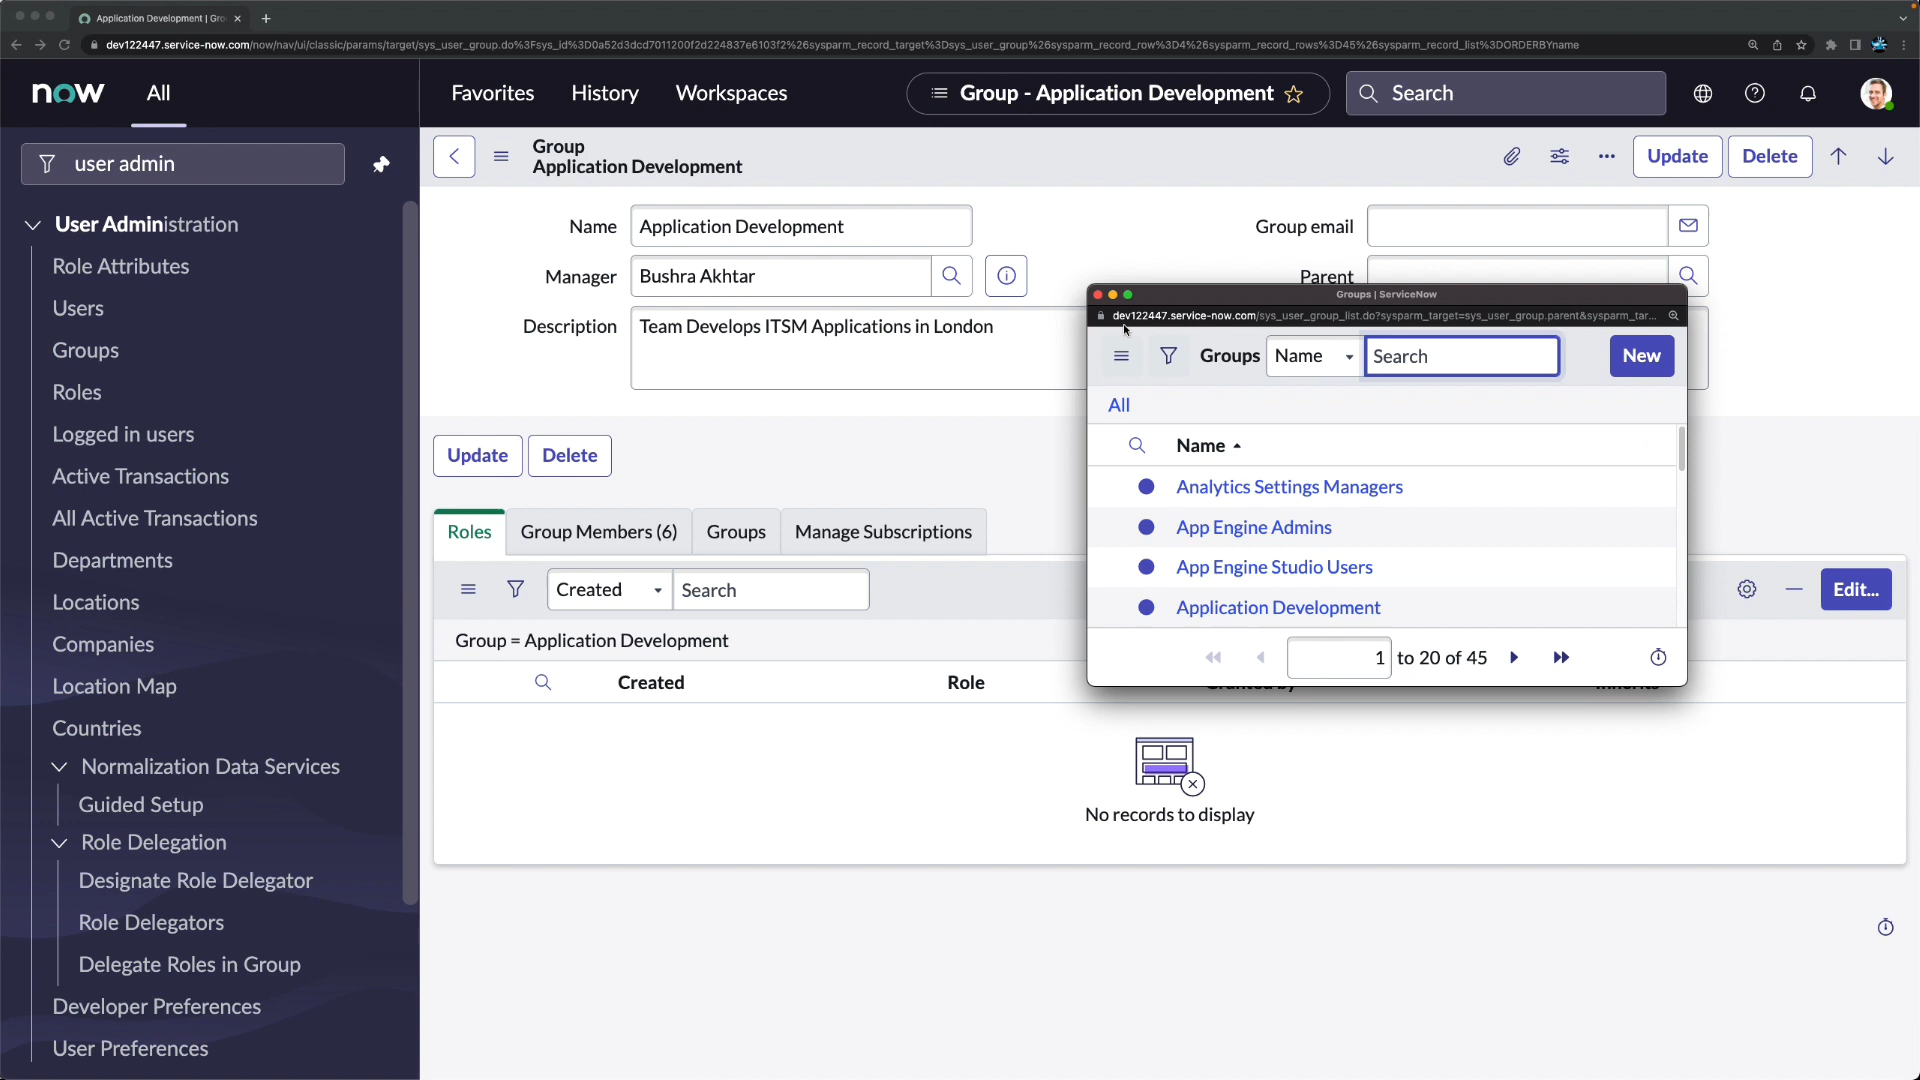 Application Development | Gro
dev122447.service-now.com/now/nav/ui/classic/params/target/sys_user_group.do%3Fsys_id%3D0a52d3dcd7011200f2d224837e6103f2%26sysparm_record_target%3Dsys_user_group%26sysparm_record_row%3D4%26sysparm_record_rows%3D45%26sysparm_record_list%3DORDERBYname
now
All
Favorites
History
Workspaces
Group - Application Development
Search
user admin
User Administration
Role Attributes
Users
Groups
Roles
Logged in users
Active Transactions
All Active Transactions
Departments
Locations
Companies
Location Map
Countries
Normalization Data Services
Guided Setup
Role Delegation
Designate Role Delegator
Role Delegators
Delegate Roles in Group
Developer Preferences
User Preferences
Group
Application Development
Update
Delete
Name
Application Development
Group email
Manager
Bushra Akhtar
Parent
Description
Team Develops ITSM Applications in London
Update
Delete
Roles
Group Members (6)
Groups
Manage Subscriptions
Created
Search
Edit...
Group = Application Development
Created
Role
No records to display
Groups | ServiceNow
dev122447.service-now.com/sys_user_group_list.do?sysparm_target=sys_user_group.parent&sysparm_tar...
Groups
Name
Search
New
All
Name
Analytics Settings Managers
App Engine Admins
App Engine Studio Users
Application Development
1 to 20 of 45